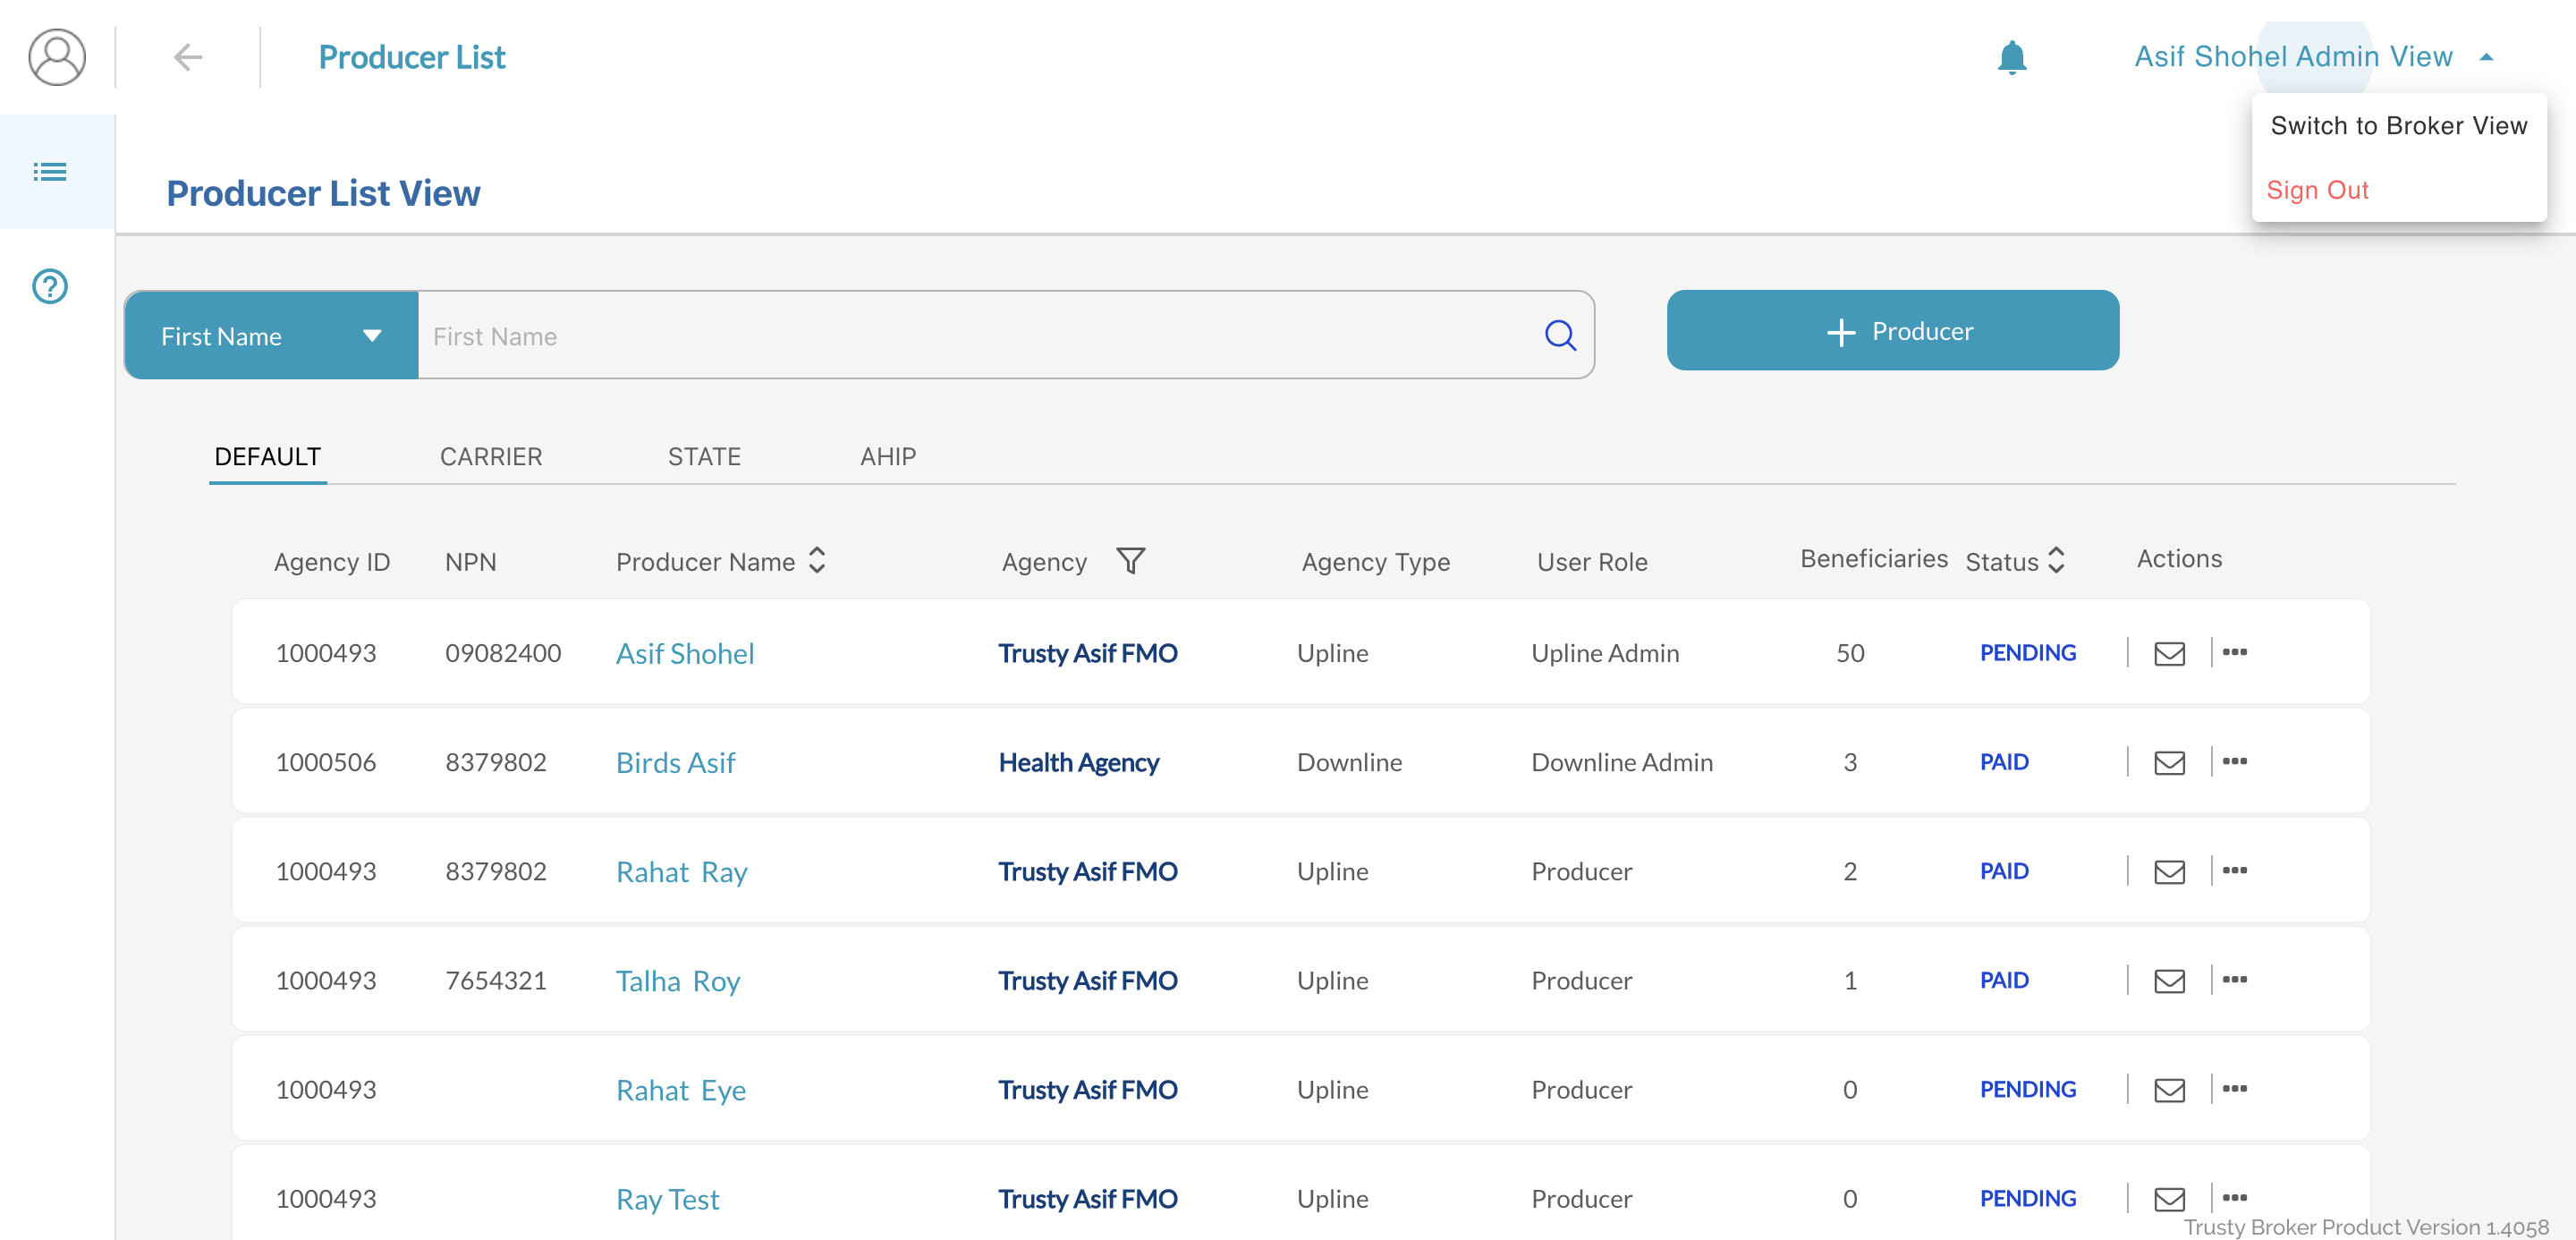 Producer List
Asif Shohel Admin View
Switch to Broker View
Sign Out
Producer List View
First Name
First Name
Producer
DEFAULT CARRIER STATE AHIP
Agency ID NPN Producer Name Agency Agency Type User Role Beneficiaries Status Actions
1000493 09082400 Asif Shohel Trusty Asif FMO Upline Upline Admin 50 PENDING
1000506 8379802 Birds Asif Health Agency Downline Downline Admin 3 PAID
1000493 8379802 Rahat Ray Trusty Asif FMO Upline Producer 2 PAID
1000493 7654321 Talha Roy Trusty Asif FMO Upline Producer 1 PAID
1000493 Rahat Eye Trusty Asif FMO Upline Producer 0 PENDING
1000493 Ray Test Trusty Asif FMO Upline Producer 0 PENDING
Trusty Broker Product Version 1.4058